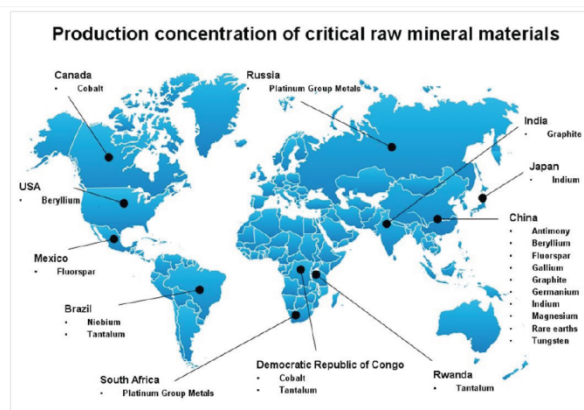 Production concentration of critical raw mineral materials
Canada
• Cobalt
Russia
• Platinum Group Metals
India
• Graphite
Japan
• Indium
USA
• Beryllium
China
• Antimony
• Beryllium
• Fluorspar
• Gallium
• Graphite
• Germanium
• Indium
• Magnesium
• Rare earths
• Tungsten
Mexico
• Fluorspar
Brazil
• Niobium
• Tantalum
South Africa
• Platinum Group Metals
Democratic Republic of Congo
• Cobalt
• Tantalum
Rwanda
• Tantalum